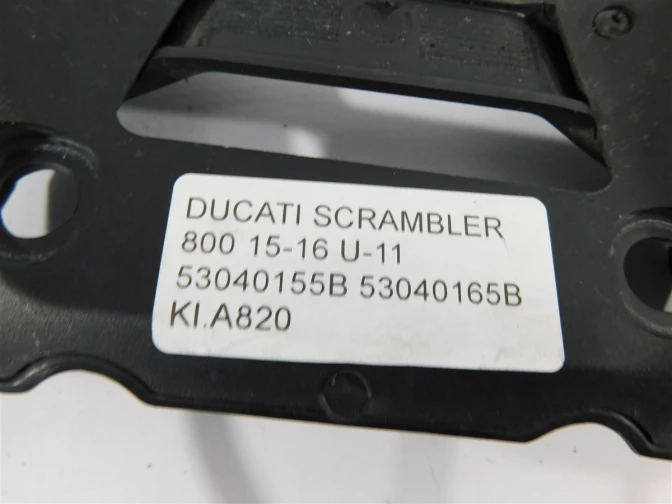 DUCATI SCRAMBLER
800 15-16 U-11
53040155B 53040165B
KI.A820